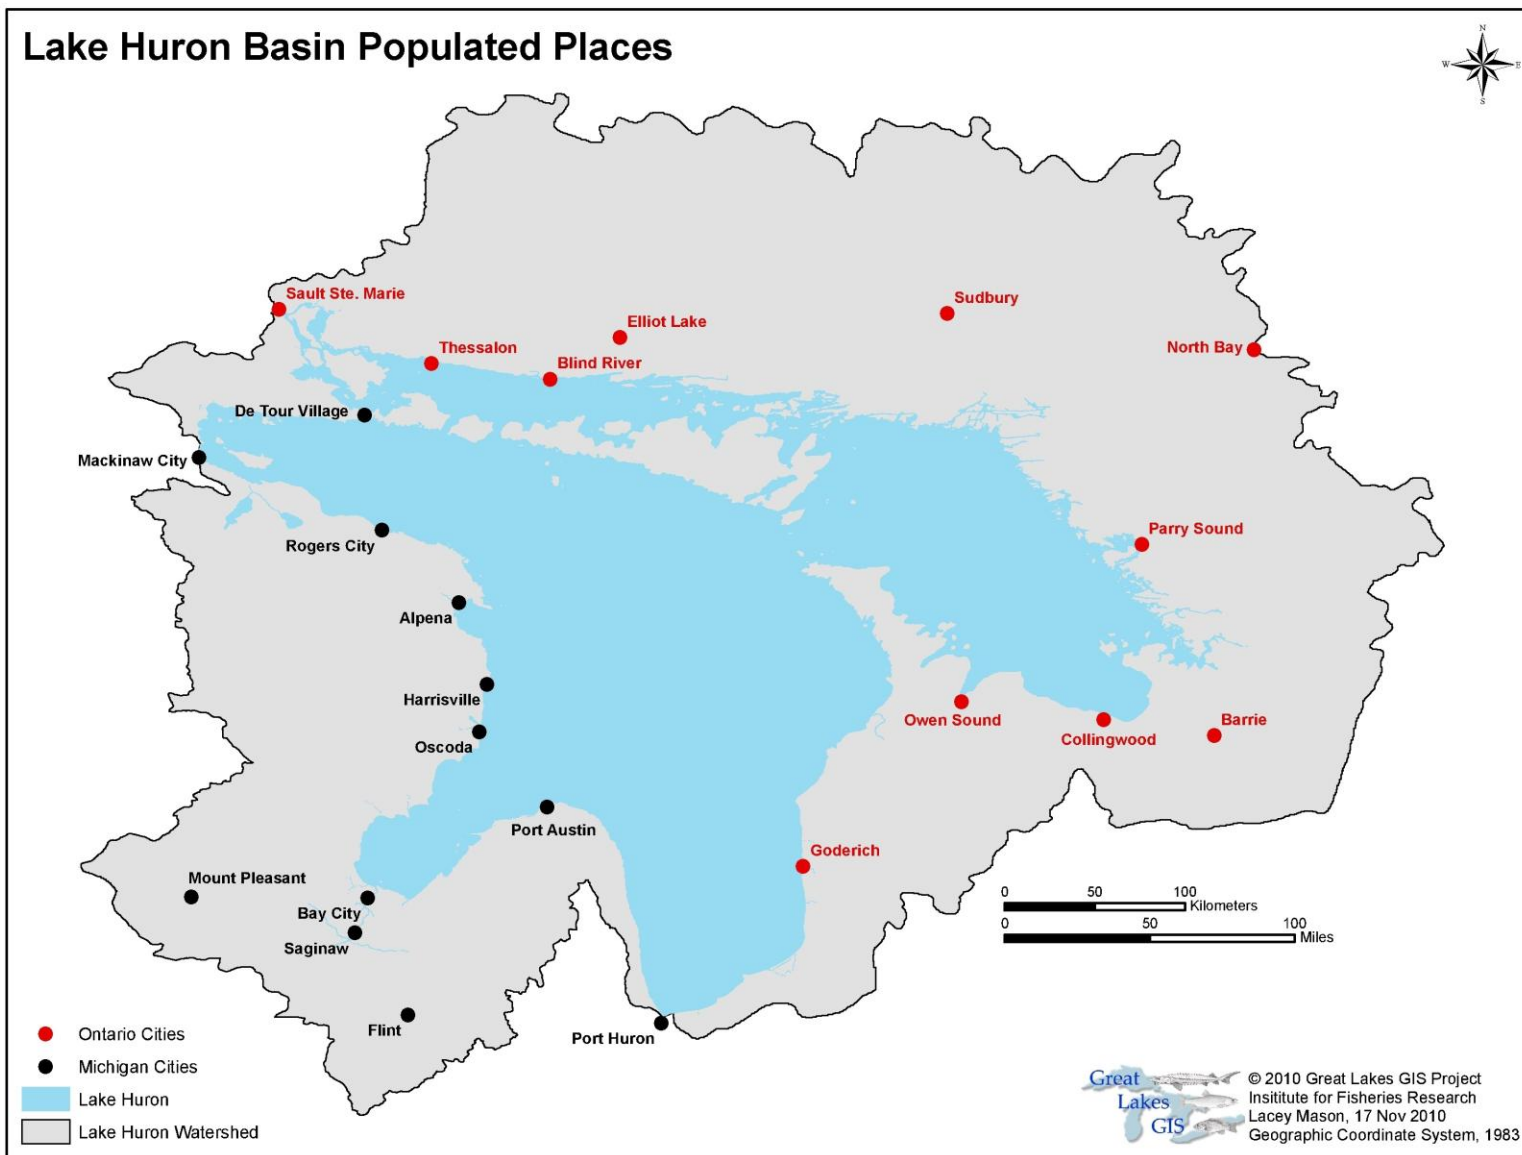 Lake Huron Basin Populated Places
N
W
E
S
Sault Ste. Marie
Sudbury
Elliot Lake
Thessalon
North Bay
Blind River
De Tour Village
Mackinaw City
Parry Sound
Rogers City
Alpena
Harrisville
Owen Sound
Barrie
Collingwood
Oscoda
Port Austin
Goderich
Mount Pleasant
0 50 100
Kilometers
Bay City
0 50 100
Miles
Saginaw
Flint
Port Huron
Ontario Cities
Michigan Cities
Lake Huron
Lake Huron Watershed
Great
Lakes
GIS
© 2010 Great Lakes GIS Project
Insititute for Fisheries Research
Lacey Mason, 17 Nov 2010
Geographic Coordinate System, 1983